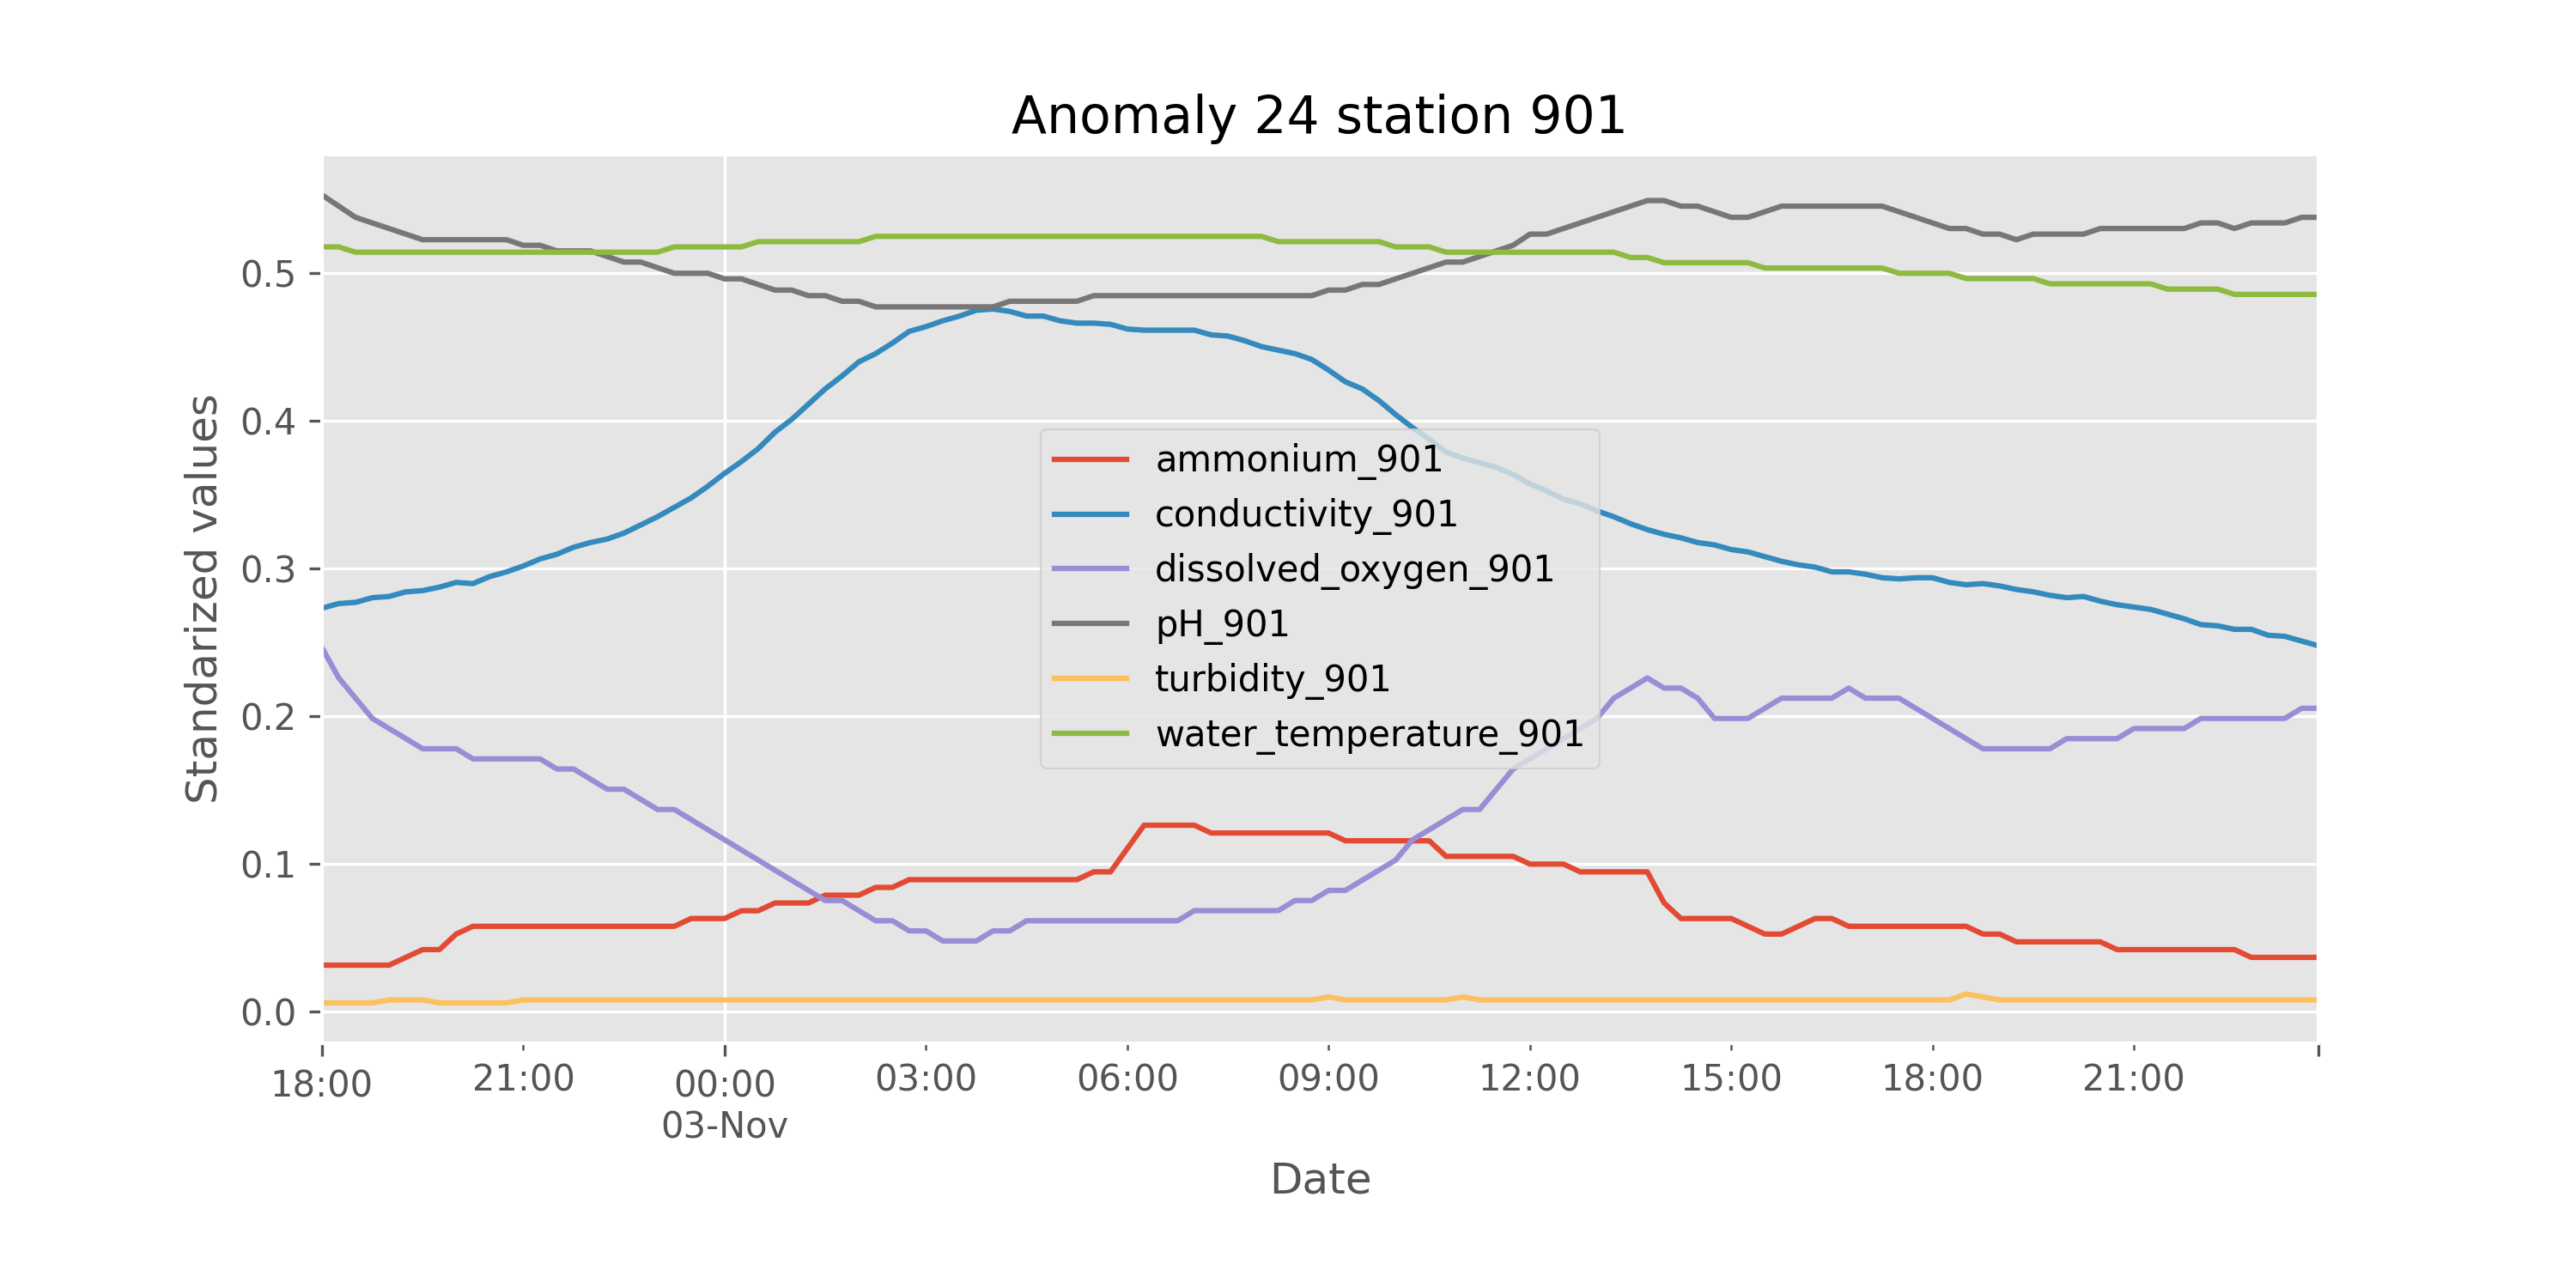 Anomaly 24 station 901
Standarized values
0.5
0.4
0.3
0.2
0.1
0.0
ammonium_901
conductivity_901
dissolved_oxygen_901
pH_901
turbidity_901
water_temperature_901
18:00 21:00 00:00 03:00 06:00 09:00 12:00 15:00 18:00 21:00
03-Nov
Date